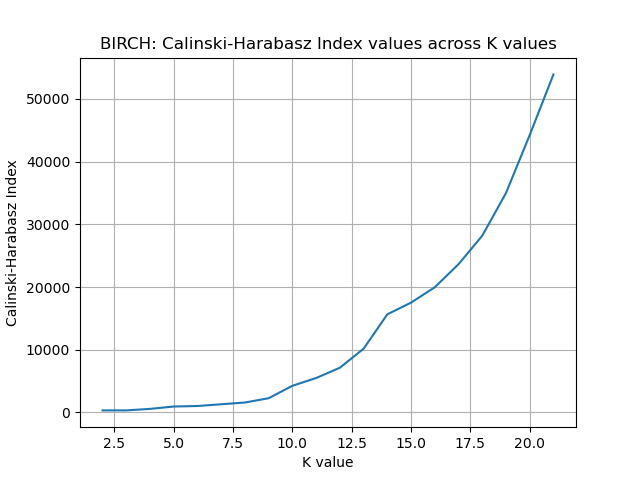 BIRCH: Calinski-Harabasz Index values across K values
Calinski-Harabasz Index
50000
40000
30000
20000
10000
0
2.5 5.0 7.5 10.0 12.5 15.0 17.5 20.0
K value